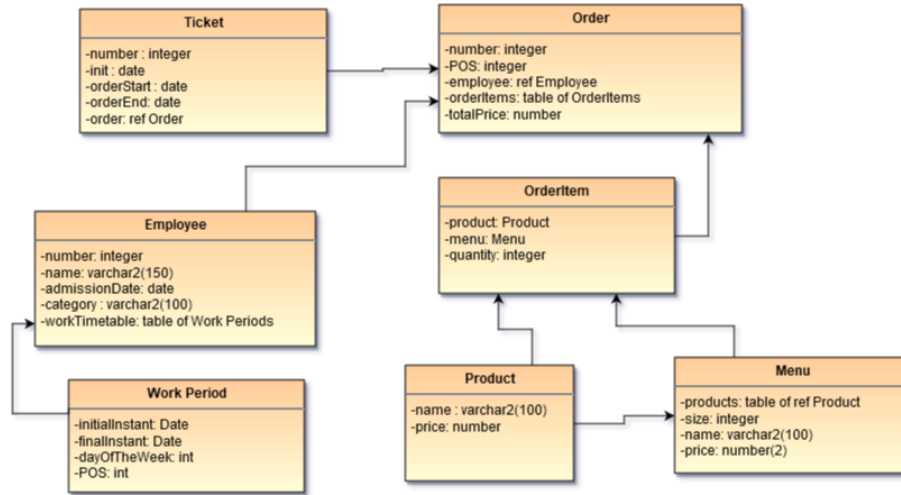 Ticket
-number : integer
-init : date
-orderStart : date
-orderEnd: date
-order: ref Order
Order
-number: integer
-POS: integer
-employee: ref Employee
-orderItems: table of OrderItems
-totalPrice: number
Employee
-number: integer
-name: varchar2(150)
-admissionDate: date
-category : varchar2(100)
-workTimetable: table of Work Periods
OrderItem
-product: Product
-menu: Menu
-quantity: integer
Work Period
-initialInstant: Date
-finalInstant: Date
-dayOfTheWeek: int
-POS: int
Product
-name : varchar2(100)
-price: number
Menu
-products: table of ref Product
-size: integer
-name: varchar2(100)
-price: number(2)